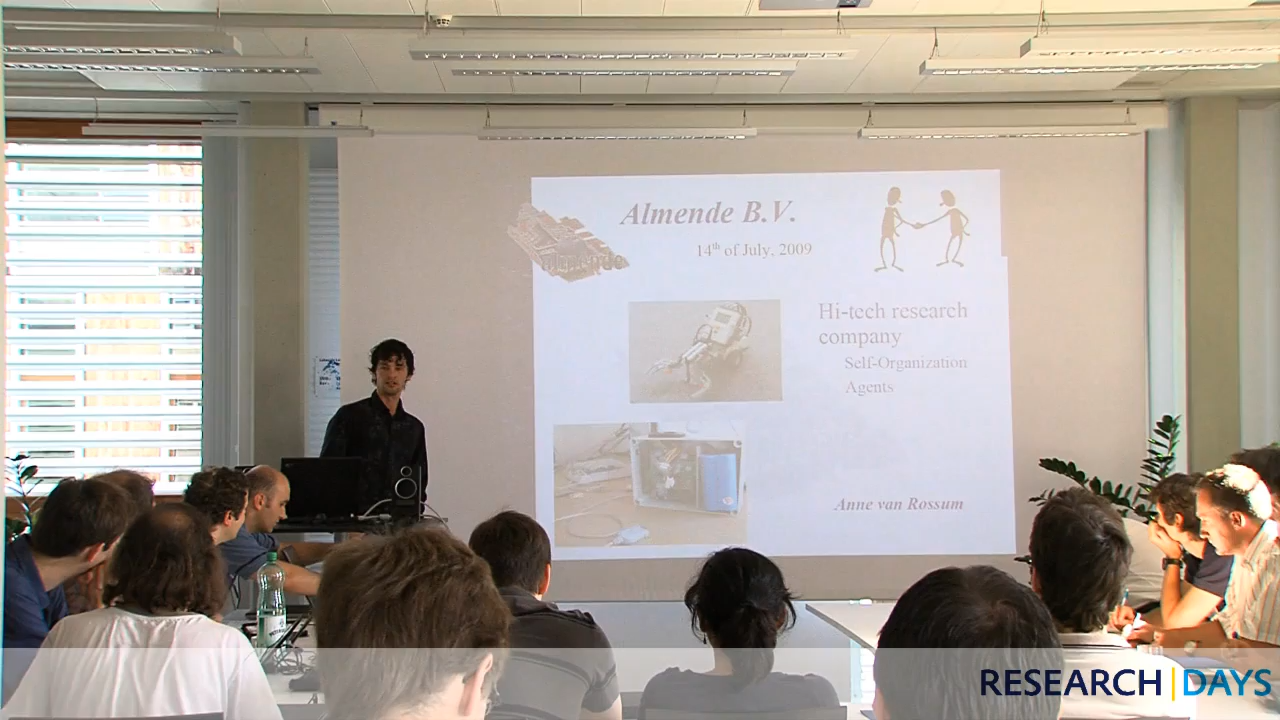 Almende B.V.
14th of July, 2009
Hi-tech research
company
Self-Organization
Agents
Anne van Rossum
RESEARCH|DAYS